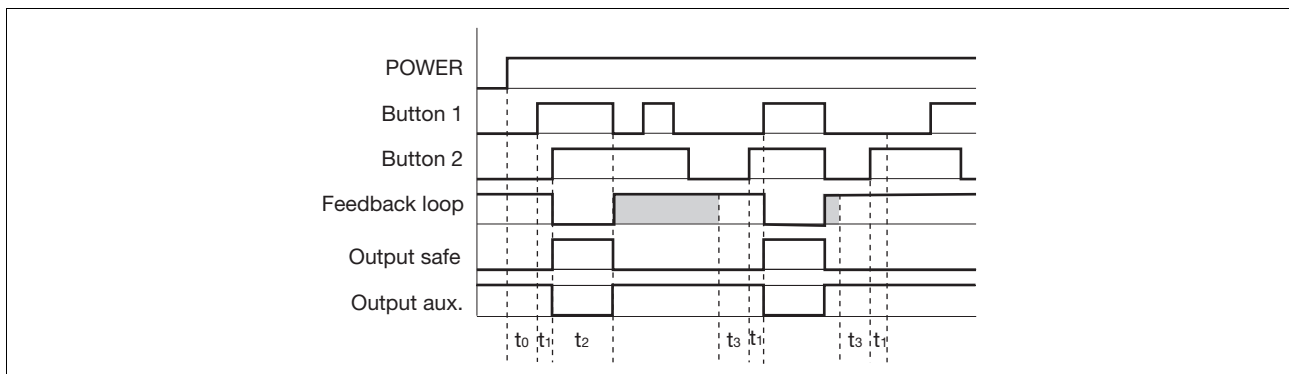 POWER
Button 1
Button 2
Feedback loop
Output safe
Output aux.
t0 t1 t2 t3 t1 t3 t1